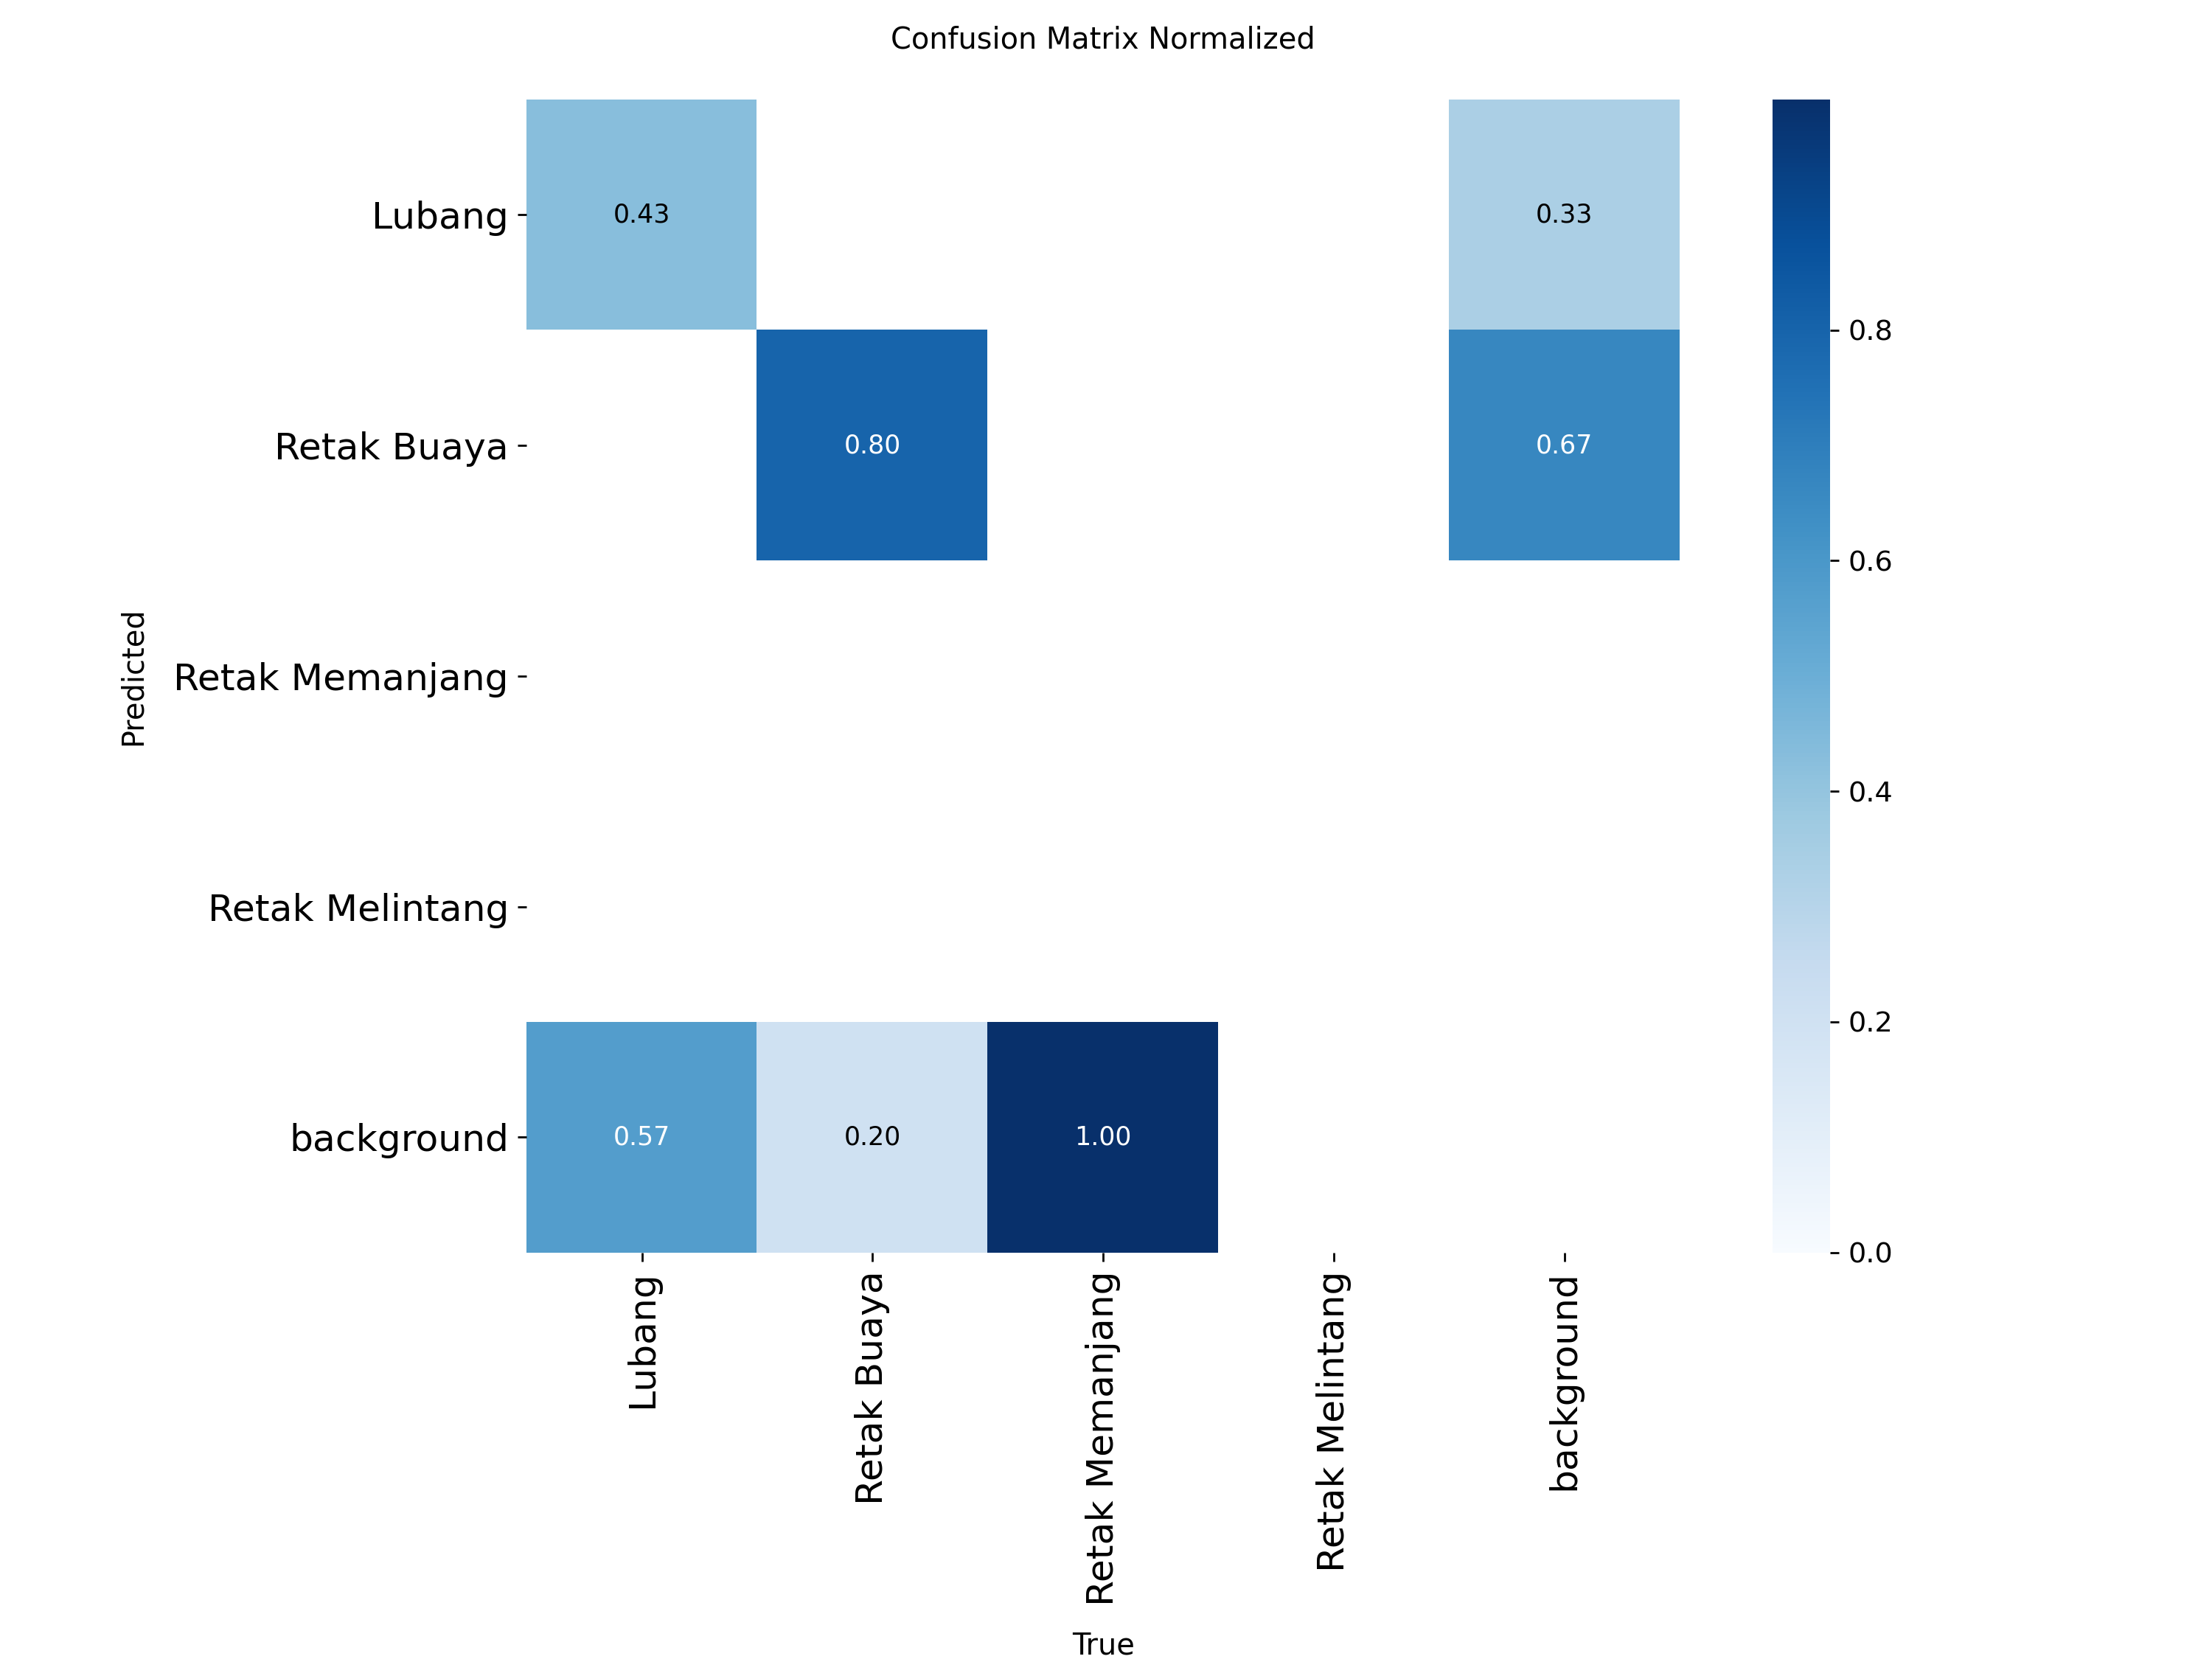 Confusion Matrix Normalized
Predicted
Lubang
0.43
0.33
Retak Buaya
0.80
0.67
Retak Memanjang
Retak Melintang
background
0.57
0.20
1.00
0.8
0.6
0.4
0.2
0.0
Lubang
Retak Buaya
Retak Memanjang
Retak Melintang
background
True